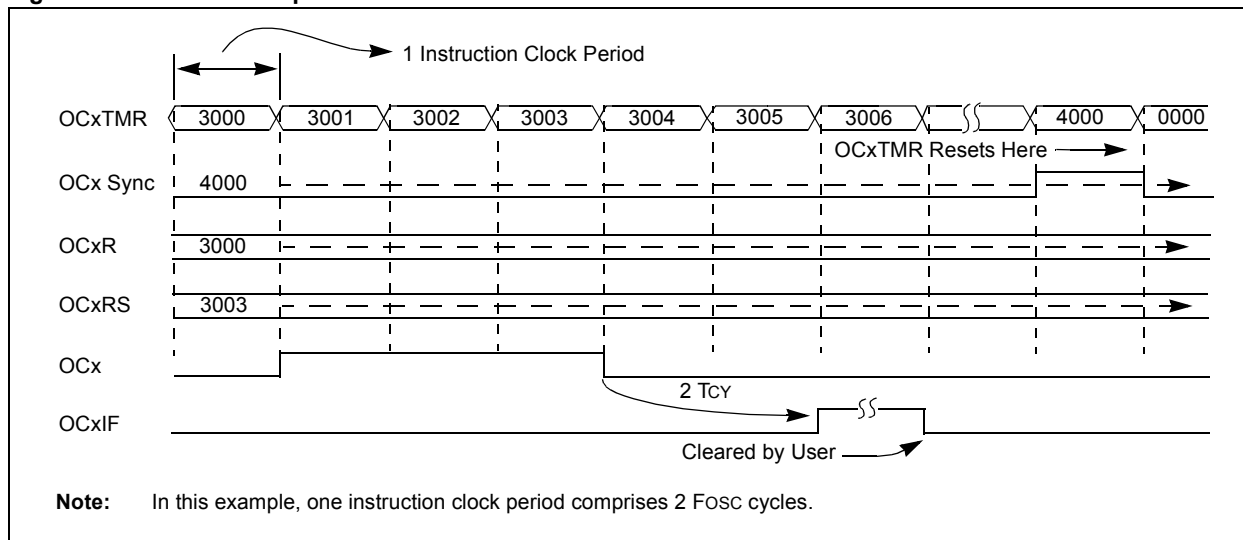 1 Instruction Clock Period
OCxTMR 3000 3001 3002 3003 3004 3005 3006 4000 0000
OCxTMR Resets Here
OCx Sync 4000
OCxR 3000
OCxRS 3003
OCx
2 TCY
OCxIF
Cleared by User
Note: In this example, one instruction clock period comprises 2 FOSC cycles.